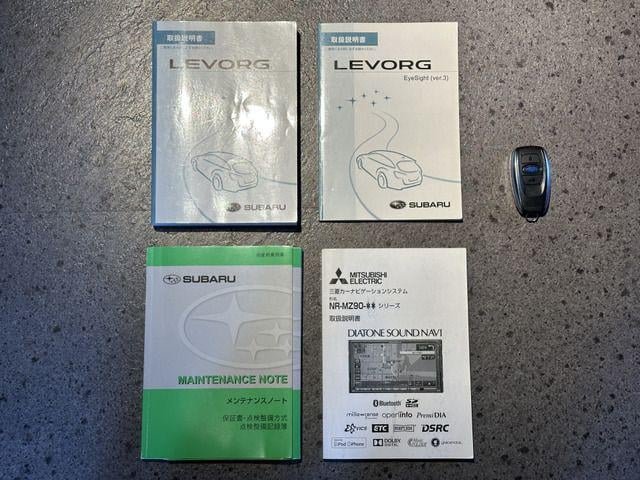 取扱説明書
LEVORG
SUBARU
取扱説明書
LEVORG
EyeSight (ver.3)
SUBARU
SUBARU
MAINTENANCE NOTE
メンテナンスノート
保証書・点検整備方式
点検整備記録簿
MITSUBISHI
ELECTRIC
三菱カーナビゲーションシステム
形名
NR-MZ90-** シリーズ
取扱説明書
DIATONE SOUND NAVI
Bluetooth
openinfo PremiDIA
ETC DSRC
iPod iPhone DOLBY DIGITAL gracenote